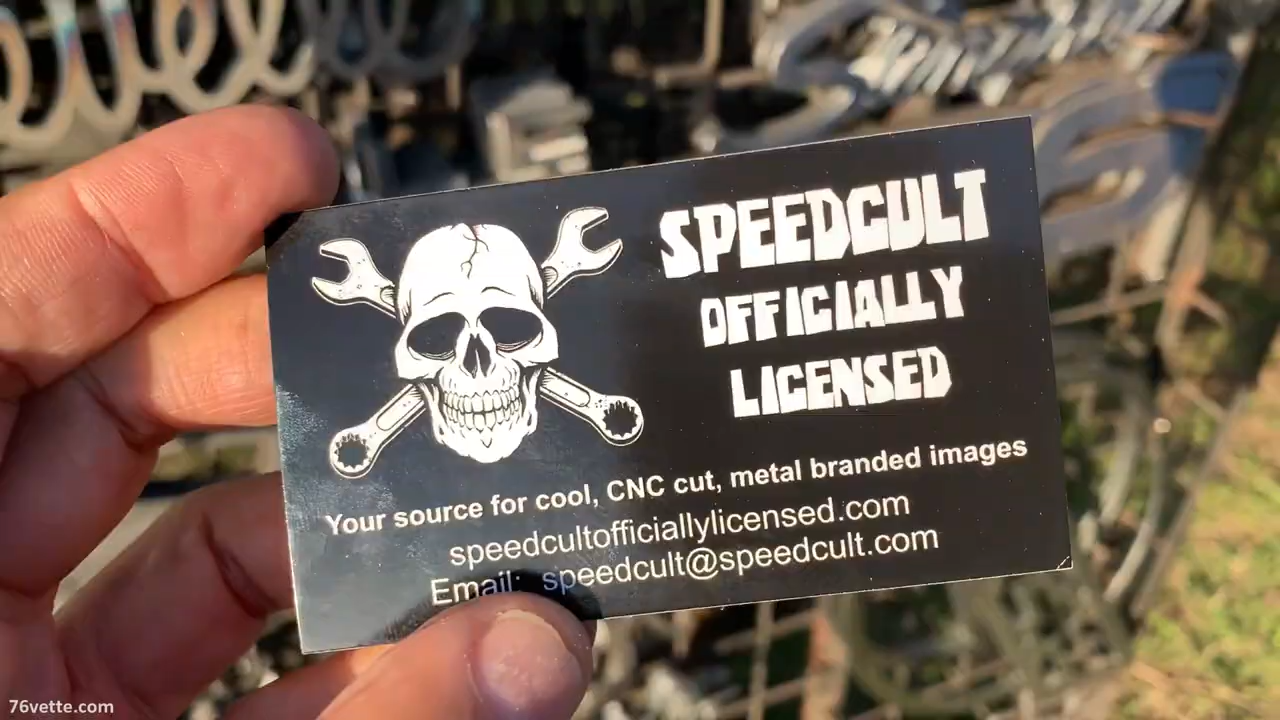 SPEEDCULT
OFFICIALLY
LICENSED
Your source for cool, CNC cut, metal branded images
speedcultofficiallylicensed.com
Email: speedcult@speedcult.com
76vette.com